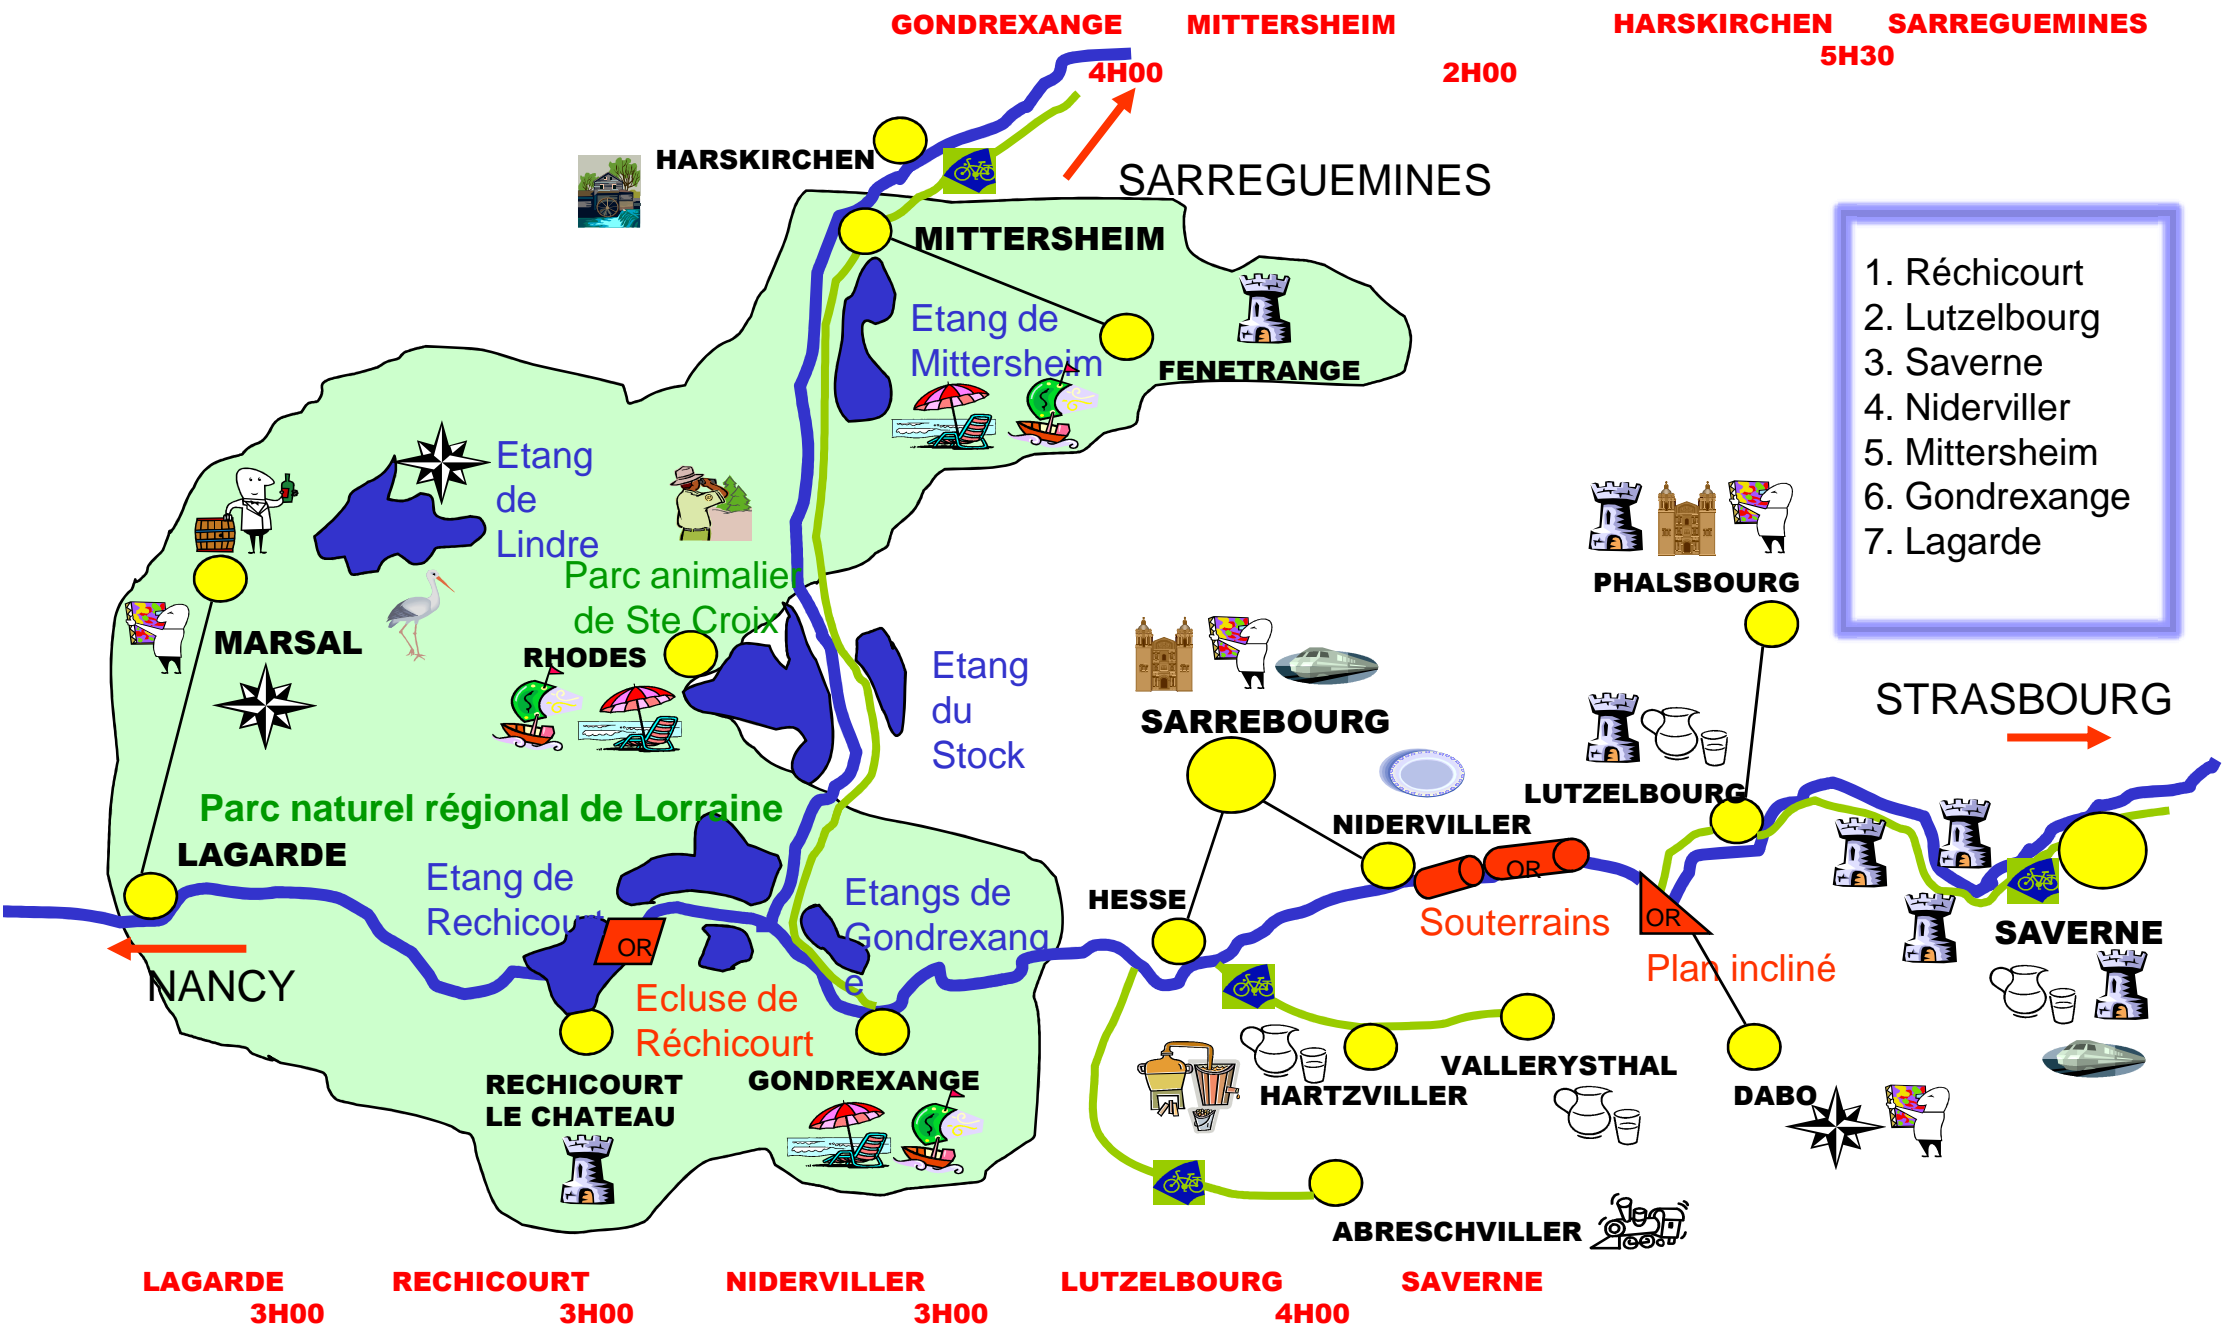 GONDREXANGE MITTERSHEIM HARSKIRCHEN SARREGUEMINES
4H00 2H00 5H30
HARSKIRCHEN
SARREGUEMINES
MITTERSHEIM
Etang de
Mittersheim
FENETRANGE
1. Réchicourt
2. Lutzelbourg
3. Saverne
4. Niderviller
5. Mittersheim
6. Gondrexange
7. Lagarde
Etang
de
Lindre
Parc animalier
de Ste Croix
RHODES
MARSAL
Etang
du
Stock
PHALSBOURG
SARREBOURG
STRASBOURG
LUTZELBOURG
NIDERVILLER
Parc naturel régional de Lorraine
LAGARDE
Etang de
Rechicourt
OR
Etangs de
Gondrexang
e
HESSE
OR
Souterrains
OR
Plan incliné
SAVERNE
NANCY
Ecluse de
Réchicourt
RECHICOURT
LE CHATEAU
GONDREXANGE
HARTZVILLER
VALLERYSTHAL
DABO
ABRESCHVILLER
LAGARDE RECHICOURT NIDERVILLER LUTZELBOURG SAVERNE
3H00 3H00 3H00 4H00